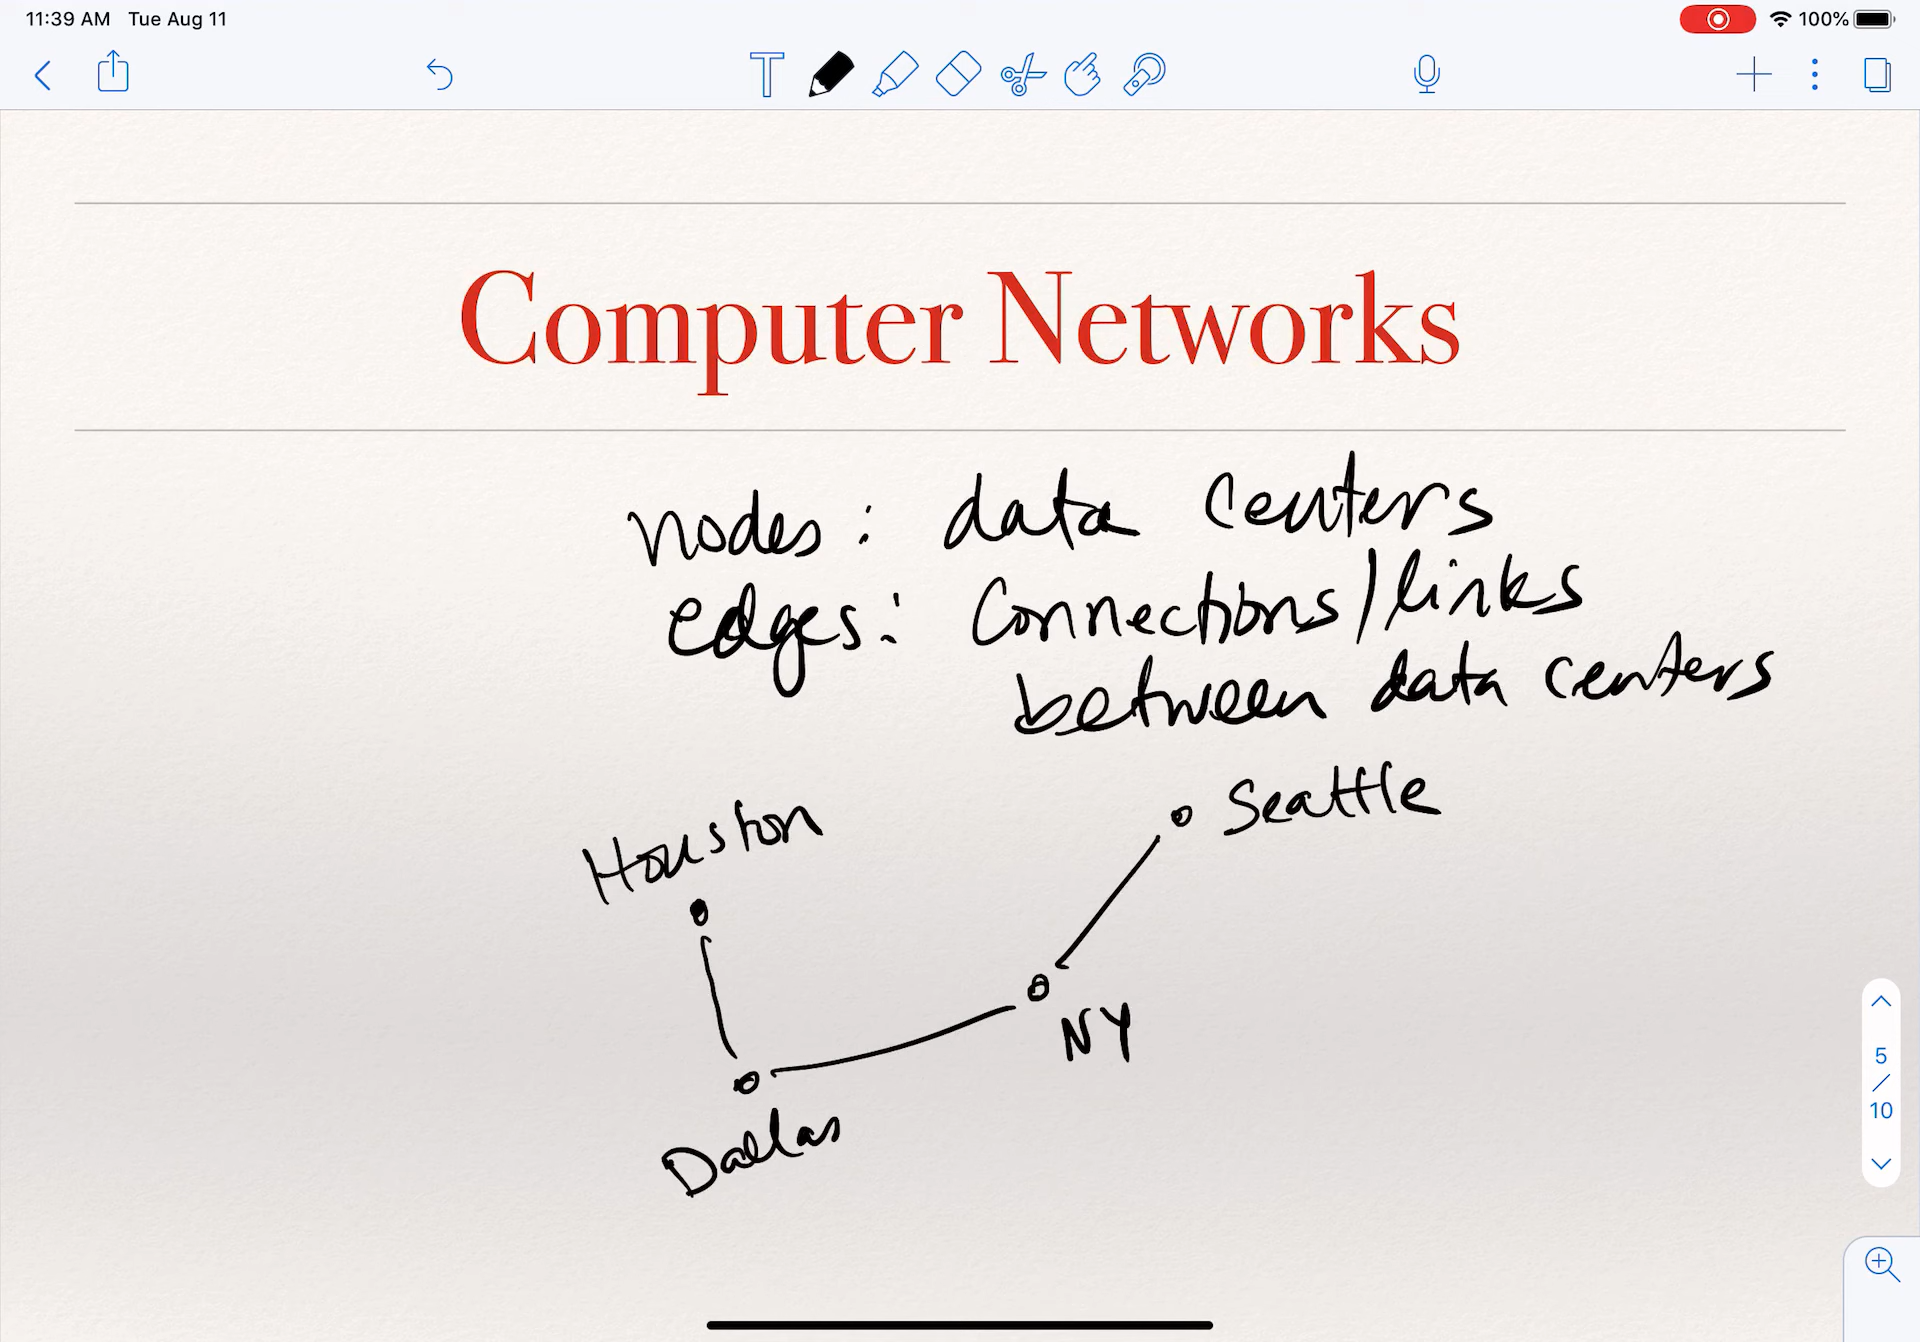 11:39 AM Tue Aug 11
100%
T
Computer Networks
nodes: data centers
edges: Connections/links
between data centers
Seattle
Houston
NY
Dallas
5
/
10